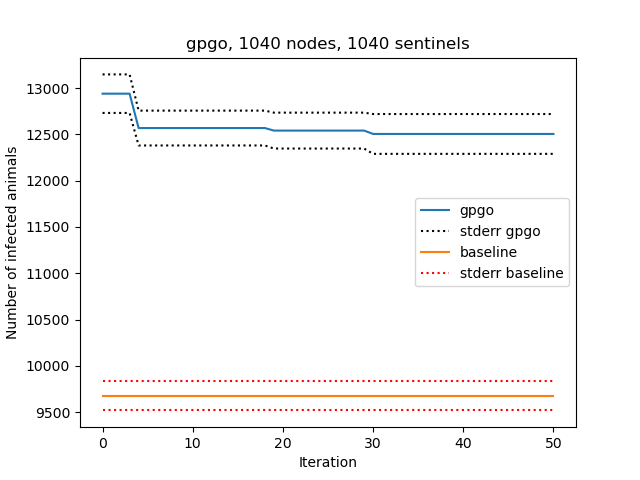 gpgo, 1040 nodes, 1040 sentinels
Number of infected animals
13000
12500
12000
11500
11000
10500
10000
9500
gpgo
stderr gpgo
baseline
stderr baseline
0 10 20 30 40 50
Iteration